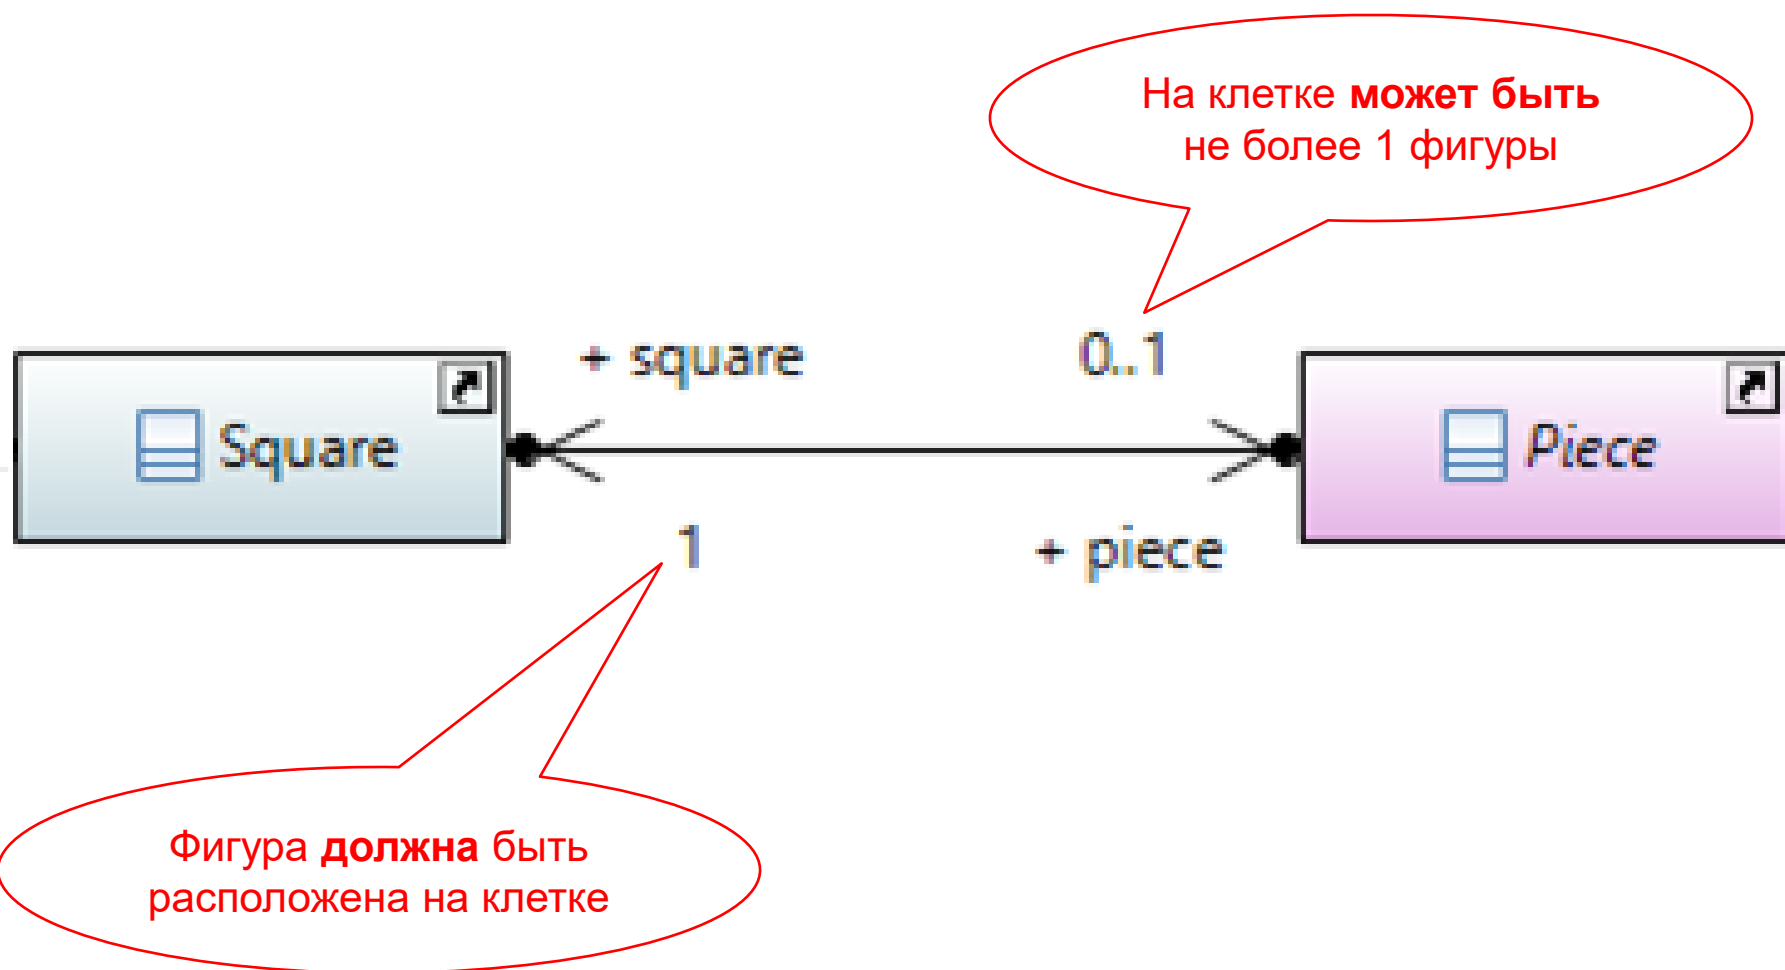 На клетке может быть
не более 1 фигуры
+ square
0..1
Square
Piece
1
+ piece
Фигура должна быть
расположена на клетке